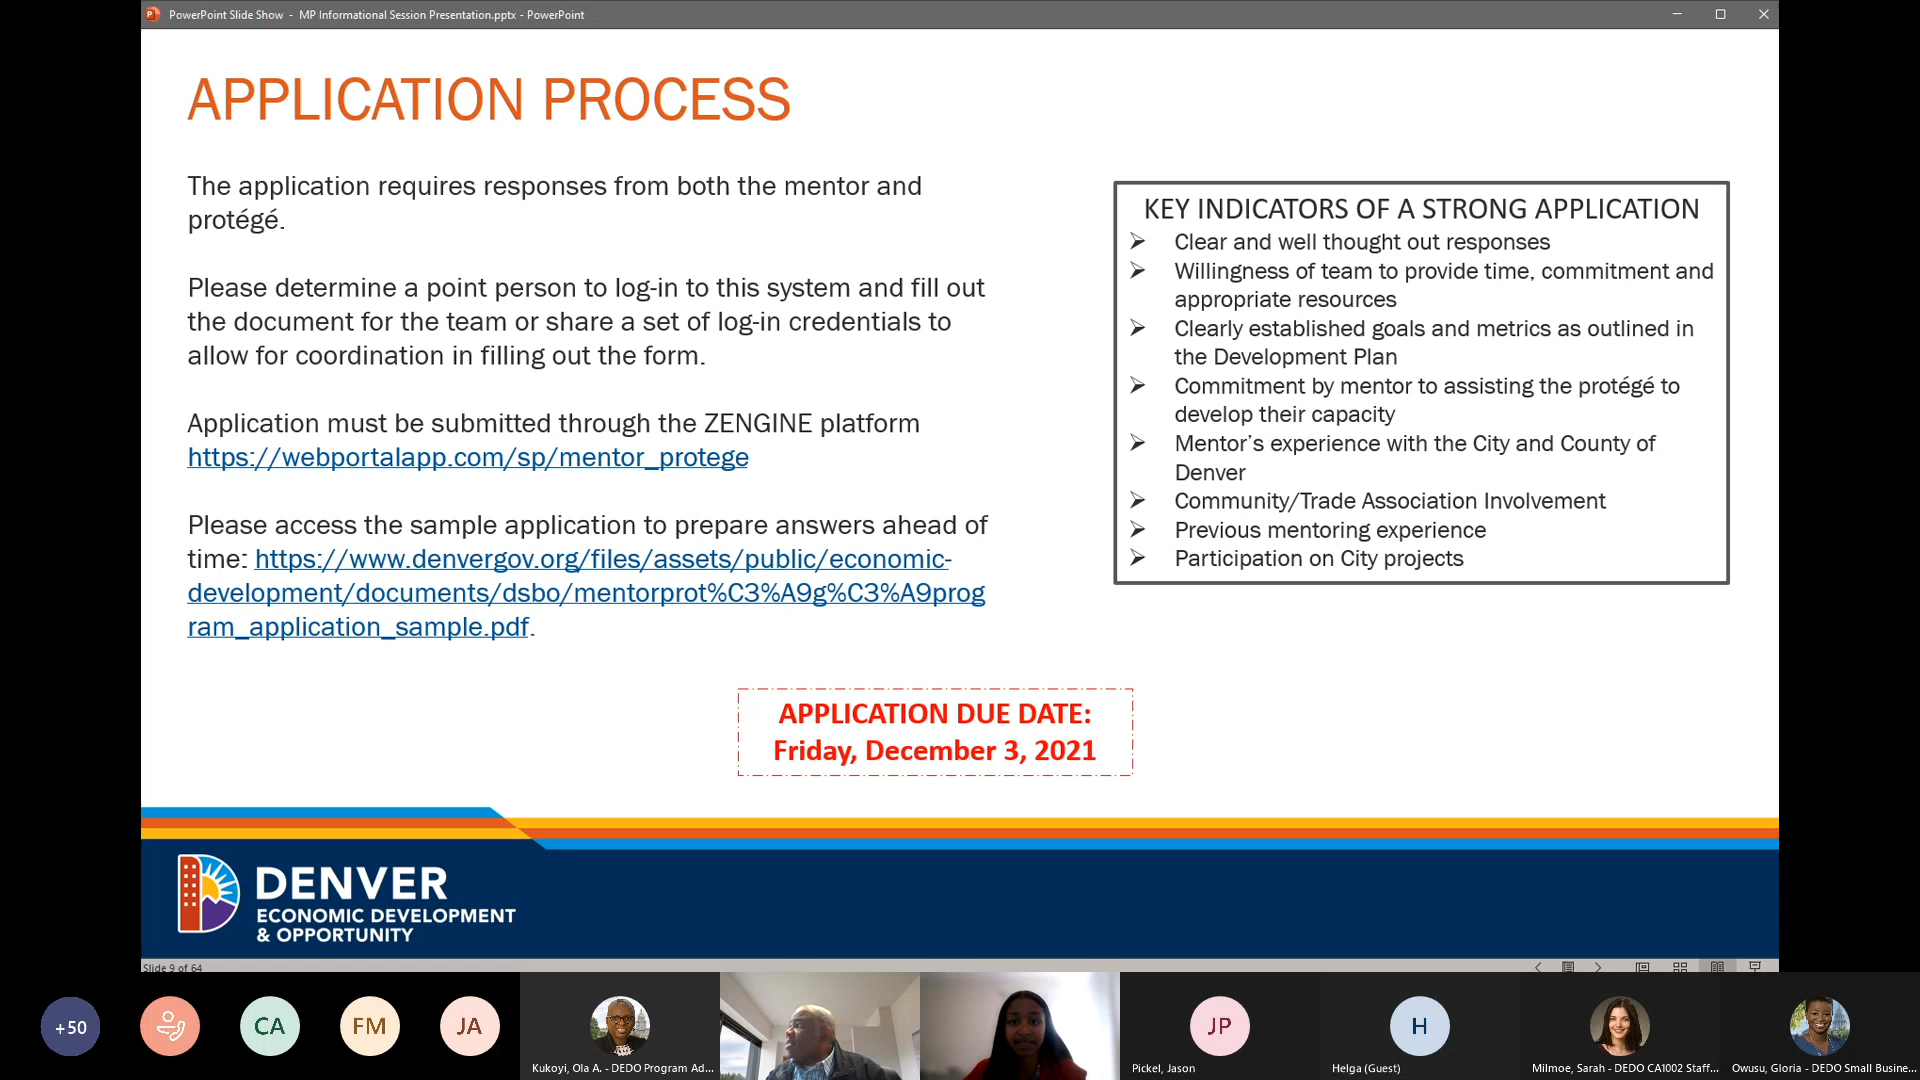 PowerPoint Slide Show - MP Informational Session Presentation.pptx - PowerPoint
APPLICATION PROCESS
The application requires responses from both the mentor and
protégé.
Please determine a point person to log-in to this system and fill out
the document for the team or share a set of log-in credentials to
allow for coordination in filling out the form.
Application must be submitted through the ZENGINE platform
https://webportalapp.com/sp/mentor_protege
Please access the sample application to prepare answers ahead of
time: https://www.denvergov.org/files/assets/public/economic-
development/documents/dsbo/mentorprot%C3%A9g%C3%A9prog
ram_application_sample.pdf.
KEY INDICATORS OF A STRONG APPLICATION
Clear and well thought out responses
Willingness of team to provide time, commitment and
appropriate resources
Clearly established goals and metrics as outlined in
the Development Plan
Commitment by mentor to assisting the protégé to
develop their capacity
Mentor’s experience with the City and County of
Denver
Community/Trade Association Involvement
Previous mentoring experience
Participation on City projects
APPLICATION DUE DATE:
Friday, December 3, 2021
DENVER
ECONOMIC DEVELOPMENT
& OPPORTUNITY
Slide 9 of 64
+50
CA
FM
JA
Kukoyi, Ola A. - DEDO Program Ad...
JP
Pickel, Jason
H
Helga (Guest)
Milmoe, Sarah - DEDO CA1002 Staff...
Owusu, Gloria - DEDO Small Busine...